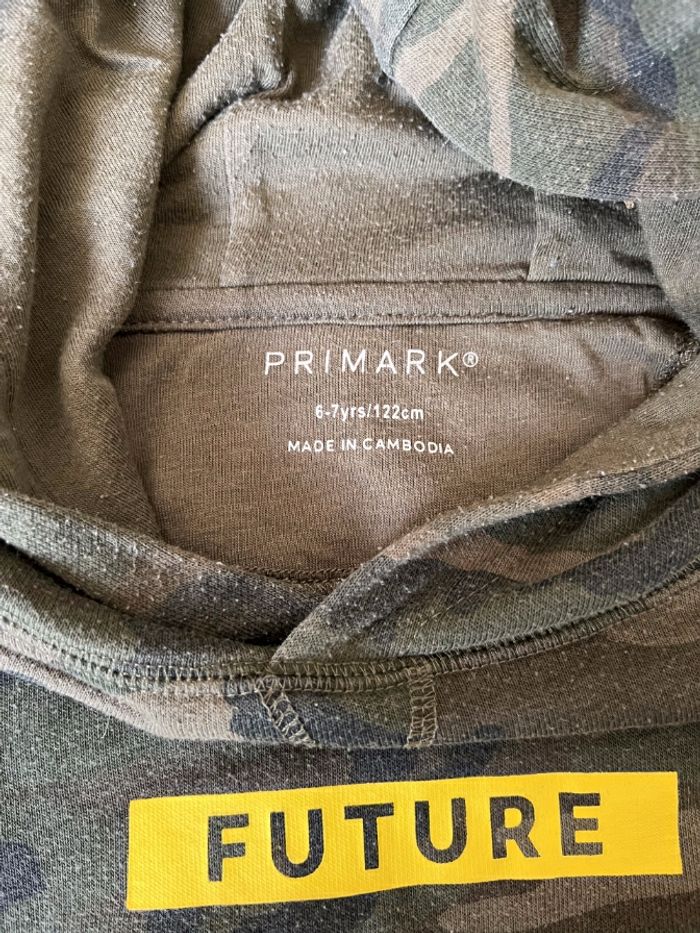 PRIMARK®
6-7yrs/122cm
MADE IN CAMBODIA
FUTURE